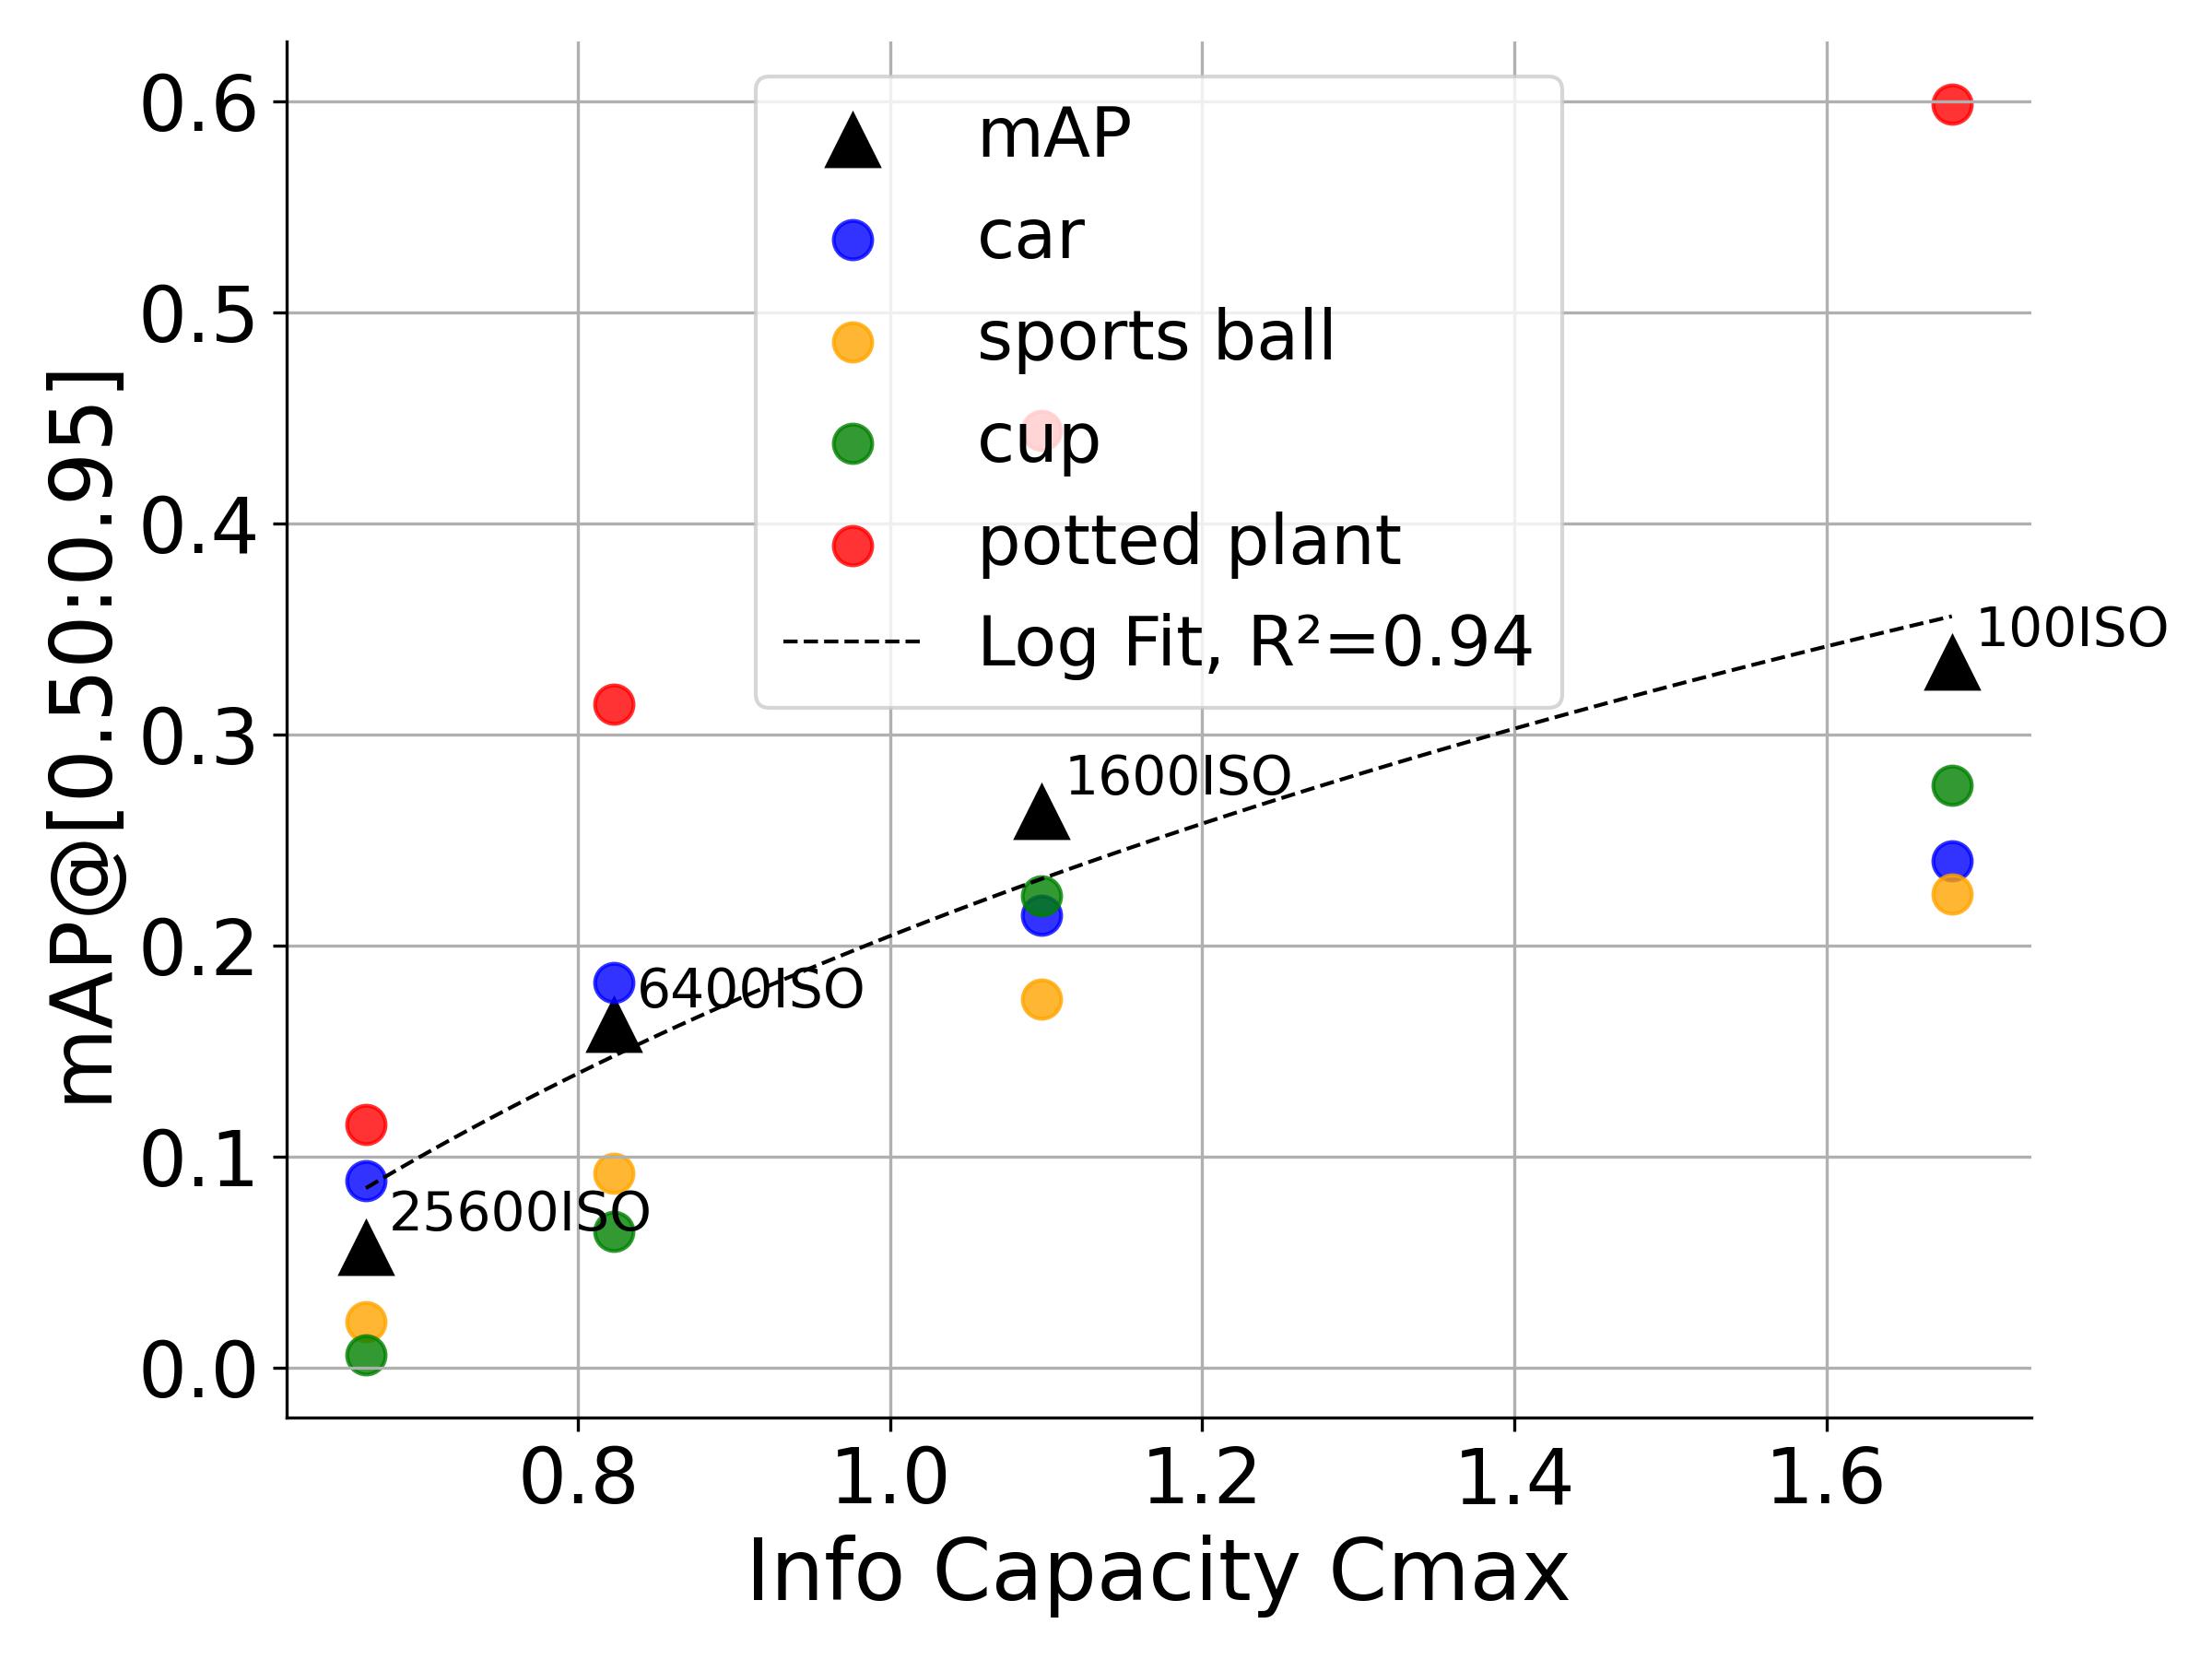 mAP@[0.50:0.95]
0.6
0.5
0.4
0.3
0.2
0.1
0.0
mAP
car
sports ball
cup
potted plant
Log Fit, R²=0.94
100ISO
1600ISO
6400ISO
25600ISO
0.8 1.0 1.2 1.4 1.6
Info Capacity Cmax